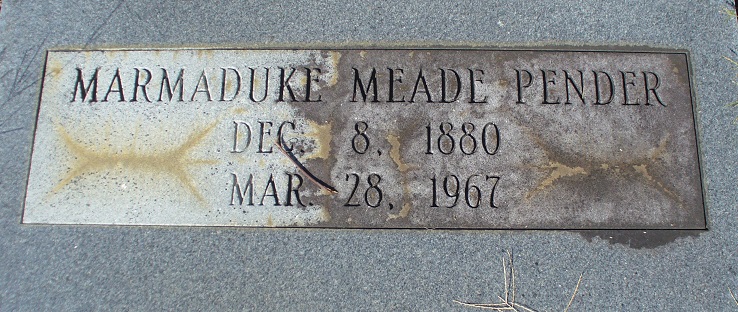 MARMADUKE MEADE PENDER
DEC. 8, 1880
MAR. 28, 1967